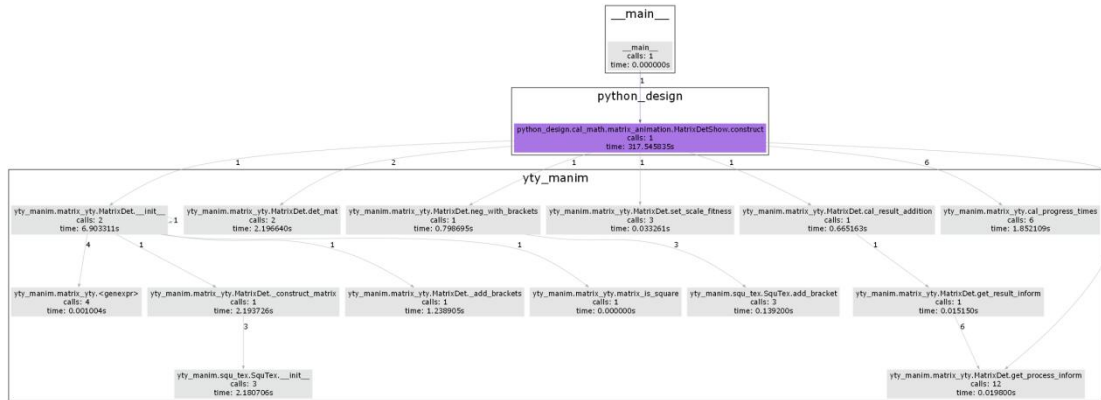 __main__
__main__
calls: 1
time: 0.000000s
1
python_design
python_design.cal_math.matrix_animation.MatrixDetShow.construct
calls: 1
time: 317.545835s
1
2
1
1
1
6
yty_manim
yty_manim.matrix_yty.MatrixDet.__init__
calls: 2
time: 6.903311s
1
yty_manim.matrix_yty.MatrixDet.det_mat
calls: 2
time: 2.196640s
yty_manim.matrix_yty.MatrixDet.neg_with_brackets
calls: 1
time: 0.798695s
yty_manim.matrix_yty.MatrixDet.set_scale_fitness
calls: 3
time: 0.033261s
yty_manim.matrix_yty.MatrixDet.cal_result_addition
calls: 1
time: 0.665163s
yty_manim.matrix_yty.cal_progress_times
calls: 6
time: 1.852109s
4
1
1
1
3
1
yty_manim.matrix_yty.<genexpr>
calls: 4
time: 0.001004s
yty_manim.matrix_yty.MatrixDet._construct_matrix
calls: 1
time: 2.193726s
yty_manim.matrix_yty.MatrixDet._add_brackets
calls: 1
time: 1.238905s
yty_manim.matrix_yty.matrix_is_square
calls: 1
time: 0.000000s
yty_manim.squ_tex.SquTex.add_bracket
calls: 3
time: 0.139200s
yty_manim.matrix_yty.MatrixDet.get_result_inform
calls: 1
time: 0.015150s
3
6
yty_manim.squ_tex.SquTex.__init__
calls: 3
time: 2.180706s
yty_manim.matrix_yty.MatrixDet.get_process_inform
calls: 12
time: 0.019800s